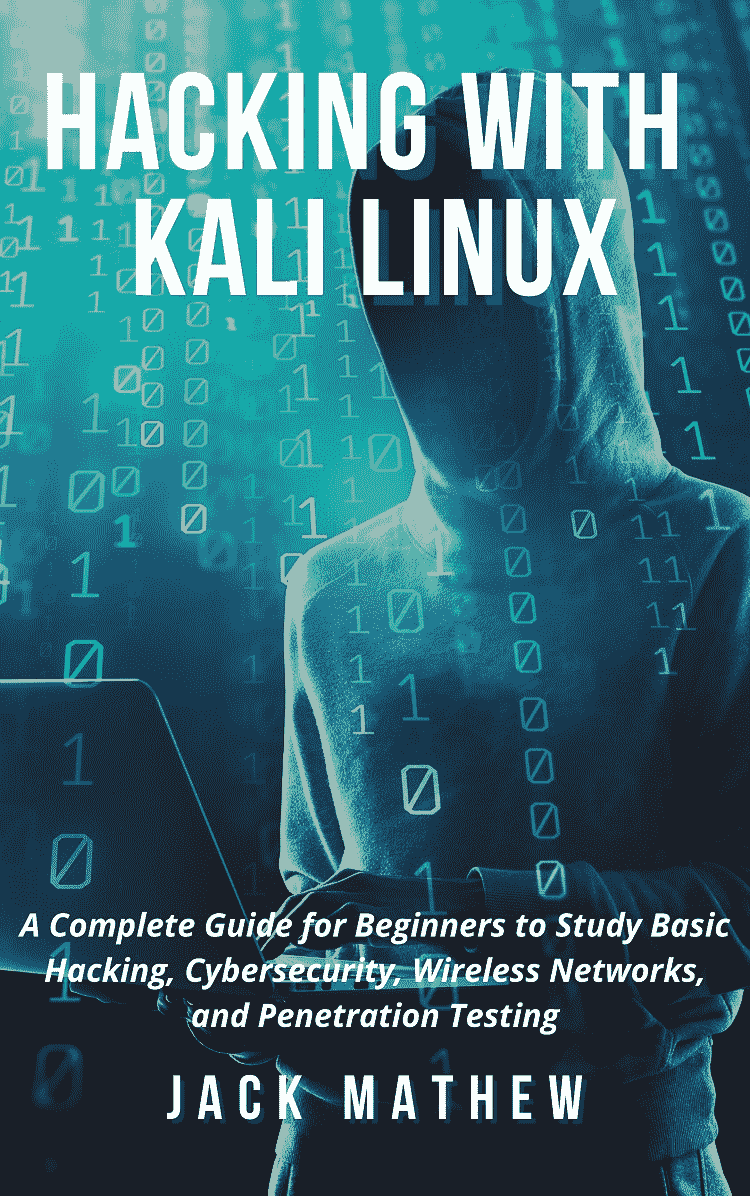 HACKING WITH
KALI LINUX
A Complete Guide for Beginners to Study Basic
Hacking, Cybersecurity, Wireless Networks,
and Penetration Testing
JACK MATHEW